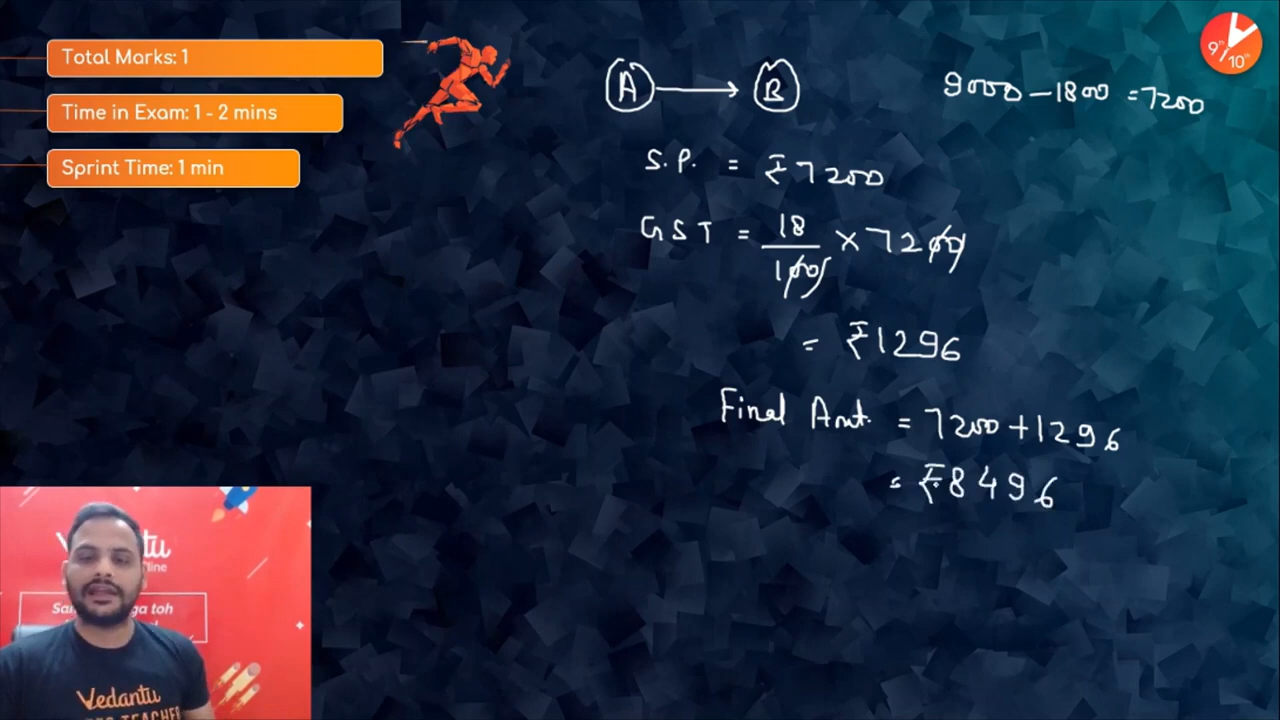 Total Marks: 1
Time in Exam: 1 - 2 mins
Sprint Time: 1 min
9th/10th
A → B
9000 - 1800 = 7200
S.P. = ₹7200
GST = 18/100 × 7200
= ₹1296
Final Amt. = 7200+1296
= ₹8496
Vedantu